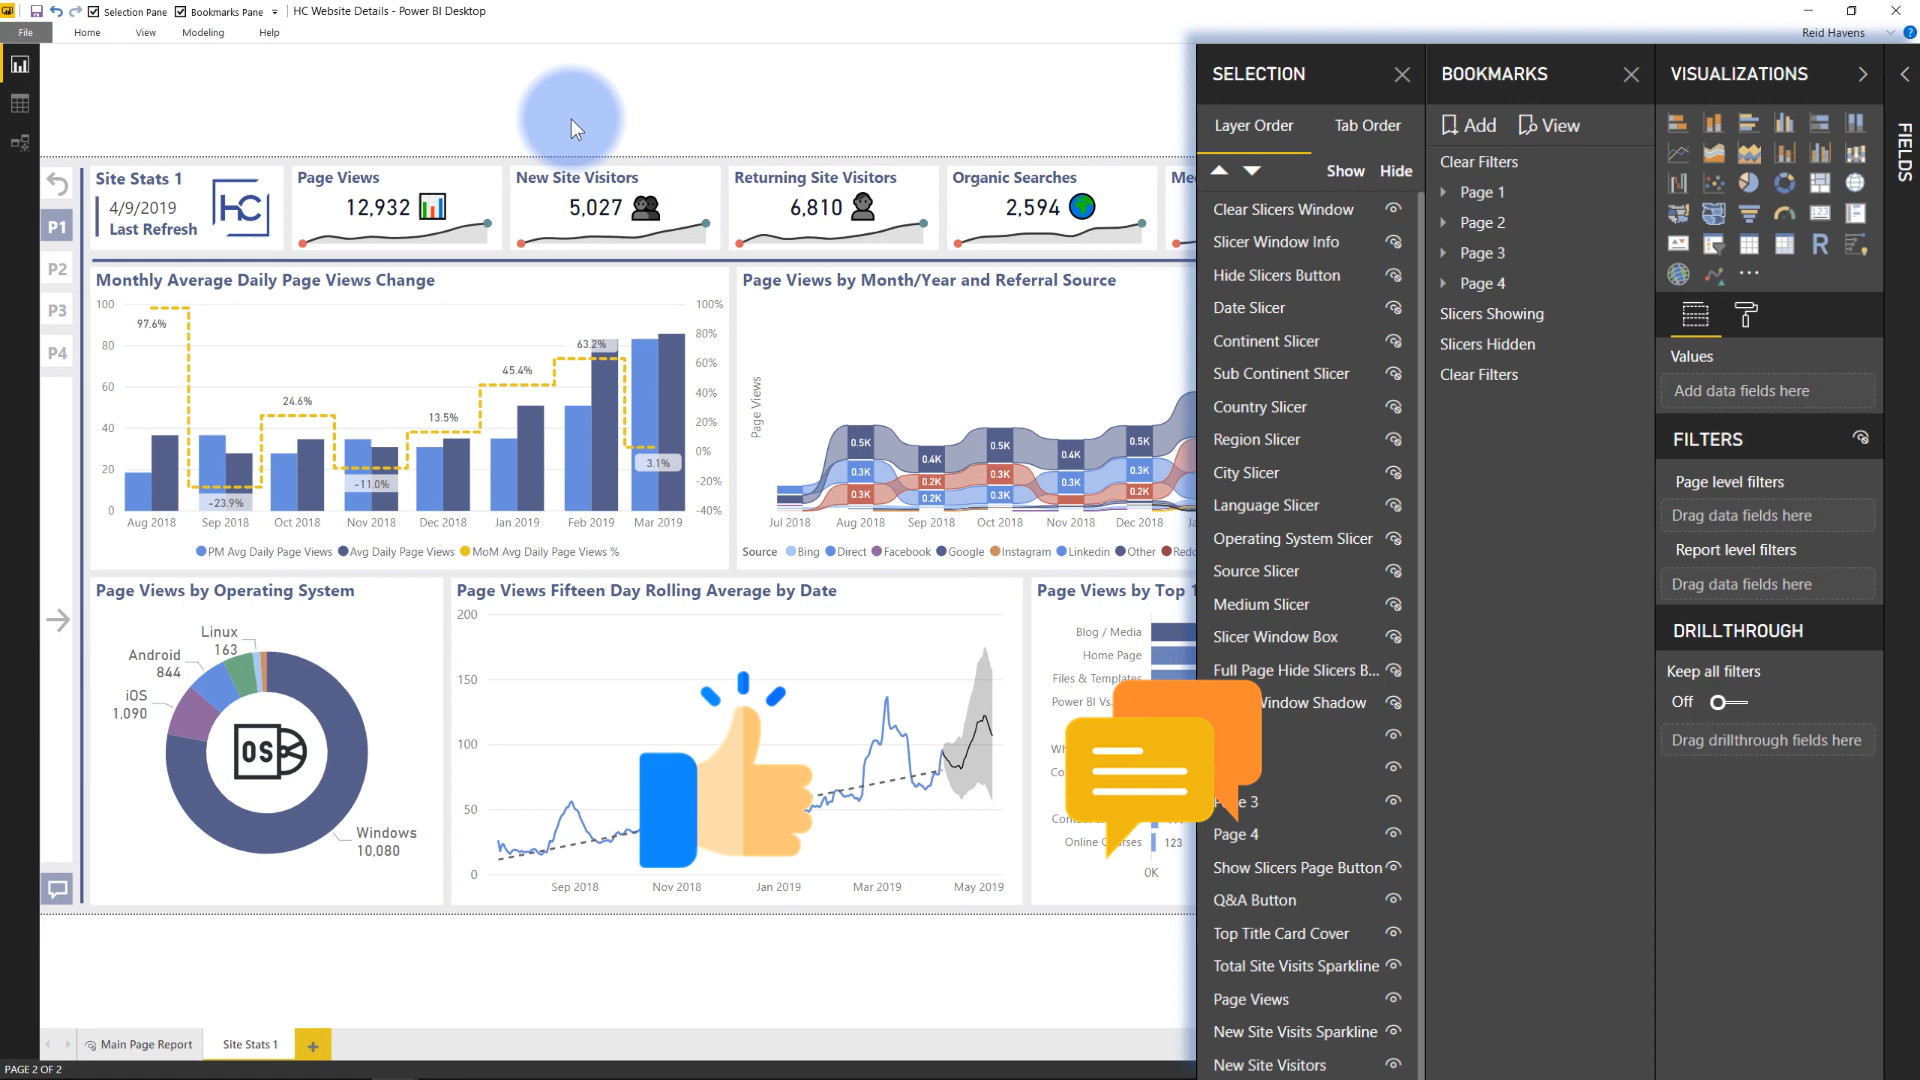 Selection Pane
Bookmarks Pane
HC Website Details - Power BI Desktop
File
Home
View
Modeling
Help
Reid Havens
SELECTION
BOOKMARKS
VISUALIZATIONS
FIELDS
Layer Order
Tab Order
Add
View
Show
Hide
Clear Slicers Window
Slicer Window Info
Hide Slicers Button
Date Slicer
Continent Slicer
Sub Continent Slicer
Country Slicer
Region Slicer
City Slicer
Language Slicer
Operating System Slicer
Source Slicer
Medium Slicer
Slicer Window Box
Full Page Hide Slicers B...
Window Shadow
Page 4
Show Slicers Page Button
Q&A Button
Top Title Card Cover
Total Site Visits Sparkline
Page Views
New Site Visits Sparkline
New Site Visitors
Clear Filters
Page 1
Page 2
Page 3
Page 4
Slicers Showing
Slicers Hidden
Clear Filters
Values
Add data fields here
FILTERS
Page level filters
Drag data fields here
Report level filters
Drag data fields here
DRILLTHROUGH
Keep all filters
Off
Drag drillthrough fields here
P1
P2
P3
P4
Site Stats 1
4/9/2019
Last Refresh
HC
Page Views
12,932
New Site Visitors
5,027
Returning Site Visitors
6,810
Organic Searches
2,594
Monthly Average Daily Page Views Change
100
80
60
40
20
0
100%
80%
60%
40%
20%
0%
-20%
-40%
97.6%
-23.9%
24.6%
-11.0%
13.5%
45.4%
63.2%
3.1%
Aug 2018
Sep 2018
Oct 2018
Nov 2018
Dec 2018
Jan 2019
Feb 2019
Mar 2019
PM Avg Daily Page Views
Avg Daily Page Views
MoM Avg Daily Page Views %
Page Views by Month/Year and Referral Source
Page Views
0.5K
0.3K
0.3K
0.4K
0.2K
0.2K
0.5K
0.3K
0.3K
0.4K
0.3K
0.5K
0.3K
0.2K
Jul 2018
Aug 2018
Sep 2018
Oct 2018
Nov 2018
Dec 2018
Source
Bing
Direct
Facebook
Google
Instagram
Linkedin
Other
Page Views by Operating System
Linux
163
Android
844
iOS
1,090
OS
Windows
10,080
Page Views Fifteen Day Rolling Average by Date
200
150
100
50
0
Sep 2018
Nov 2018
Jan 2019
Mar 2019
May 2019
Page Views by Top
Blog / Media
Home Page
Files & Templates
Power BI Vs.
Online
123
0K
Main Page Report
Site Stats 1
PAGE 2 OF 2